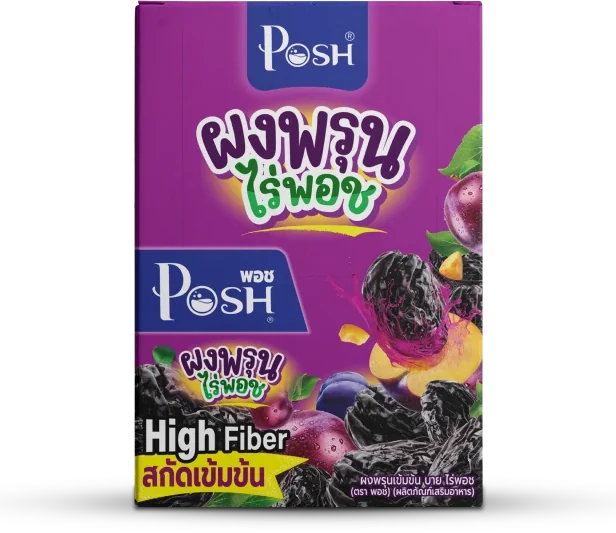 POSH®
ผงพรุน
ไร่พอช
พอช
POSH®
ผงพรุน
ไร่พอช
High Fiber
สกัดเข้มข้น
ผงพรุนเข้มข้น บาย ไร่พอช
(ตรา พอช) (ผลิตภัณฑ์เสริมอาหาร)